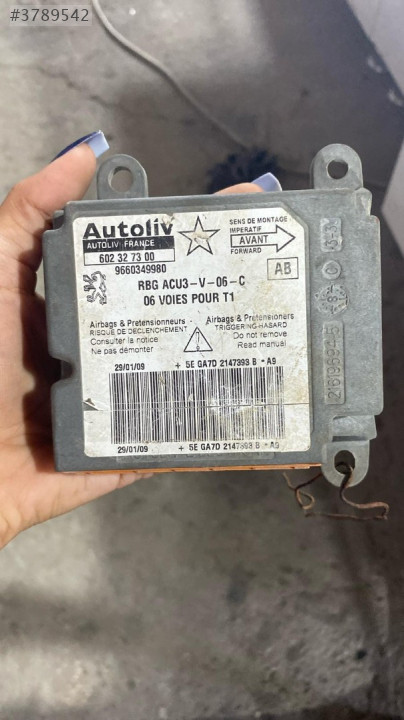 #3789542
Autoliv
AUTOLIV FRANCE
602 32 73 00
9660349980
SENS DE MONTAGE
IMPERATIF
AVANT
FORWARD
AB
RBG ACU3-V-06-C
06 VOIES POUR T1
Airbags & Pretensionneurs
RISQUE DE DECLENCHEMENT
Consulter la notice
Ne pas démonter
Airbags & Pretensioners
TRIGGERING HASARD
Do not remove
Read manual
29/01/09 + 5E GA7D 2147393 B * A9
29/01/09 + 5E GA7D 2147393 B * A9